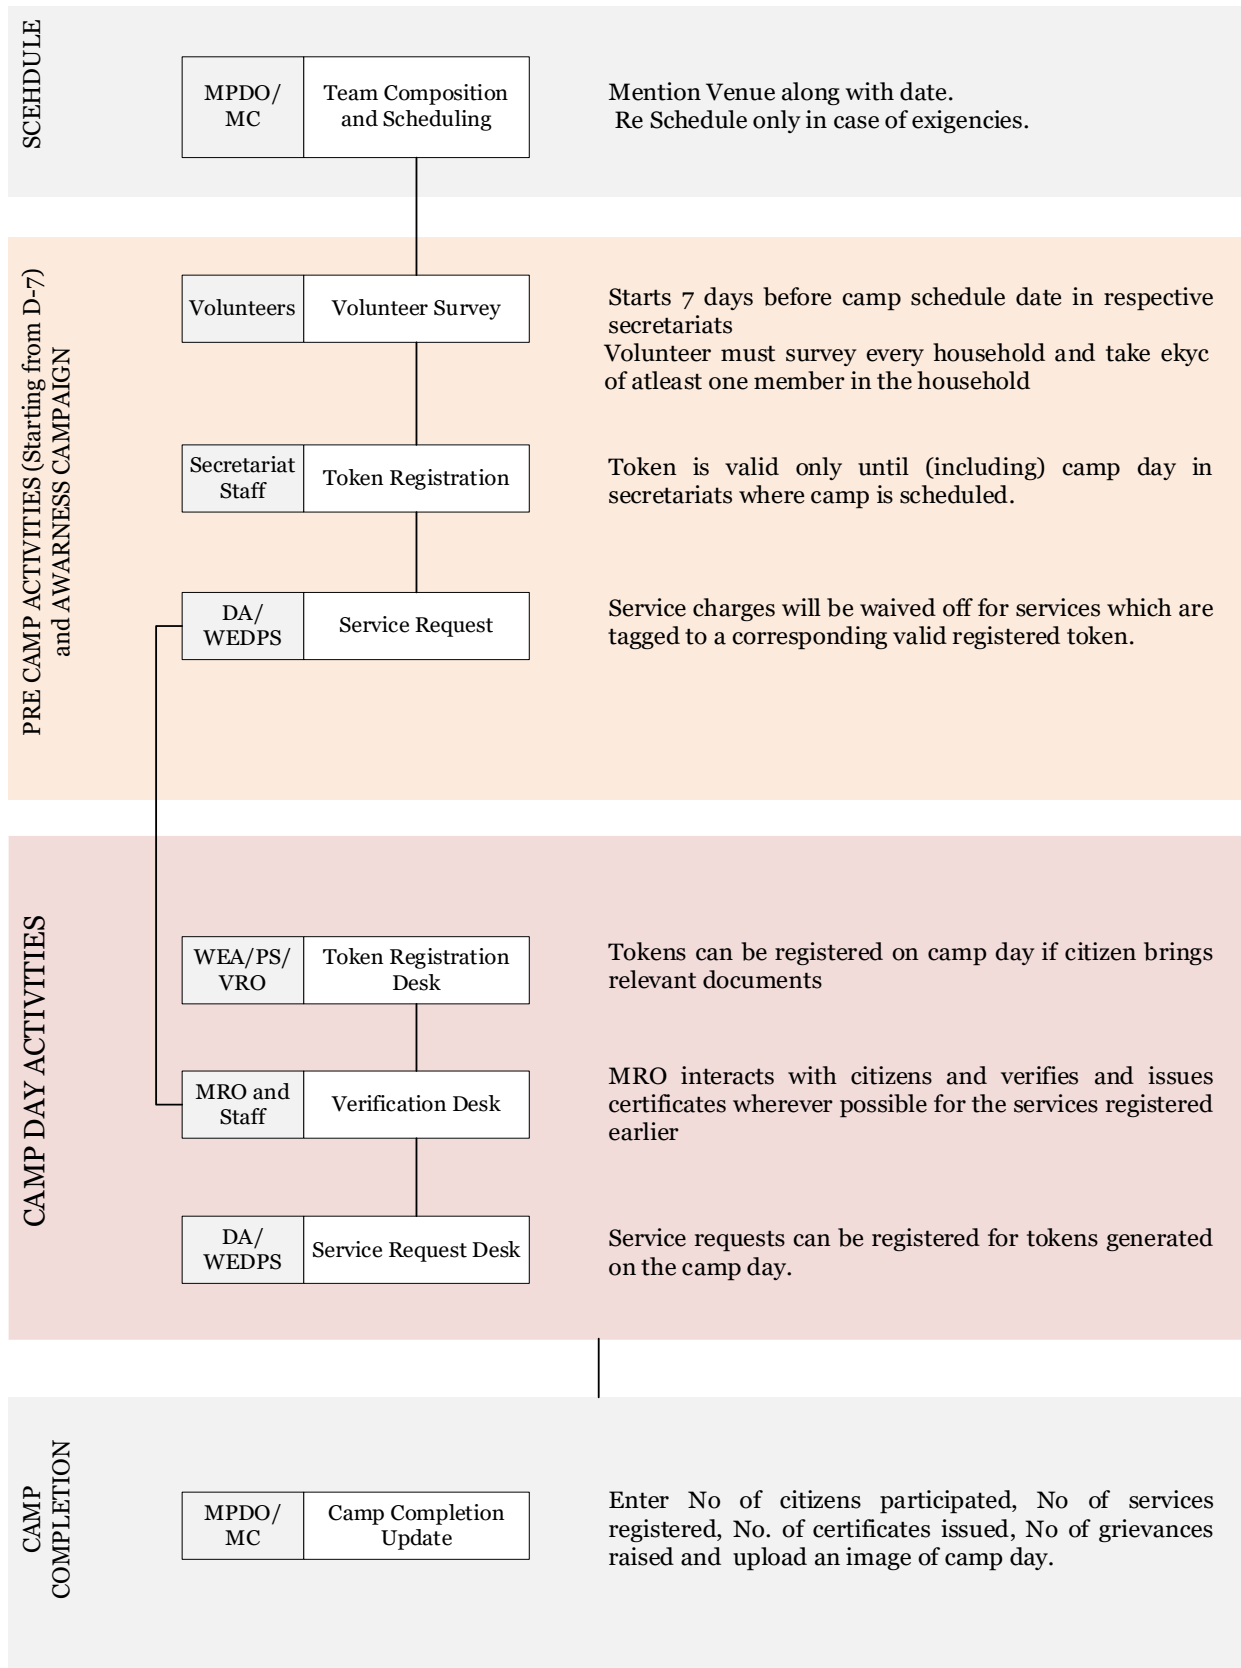 SCEHDULE
MPDO/
MC
Team Composition
and Scheduling
Mention Venue along with date.
Re Schedule only in case of exigencies.
PRE CAMP ACTIVITIES (Starting from D-7)
and AWARNESS CAMPAIGN
Volunteers
Volunteer Survey
Starts 7 days before camp schedule date in respective
secretariats
Volunteer must survey every household and take ekyc
of atleast one member in the household
Secretariat
Staff
Token Registration
Token is valid only until (including) camp day in
secretariats where camp is scheduled.
DA/
WEDPS
Service Request
Service charges will be waived off for services which are
tagged to a corresponding valid registered token.
CAMP DAY ACTIVITIES
WEA/PS/
VRO
Token Registration
Desk
Tokens can be registered on camp day if citizen brings
relevant documents
MRO and
Staff
Verification Desk
MRO interacts with citizens and verifies and issues
certificates wherever possible for the services registered
earlier
DA/
WEDPS
Service Request Desk
Service requests can be registered for tokens generated
on the camp day.
CAMP
COMPLETION
MPDO/
MC
Camp Completion
Update
Enter No of citizens participated, No of services
registered, No. of certificates issued, No of grievances
raised and upload an image of camp day.